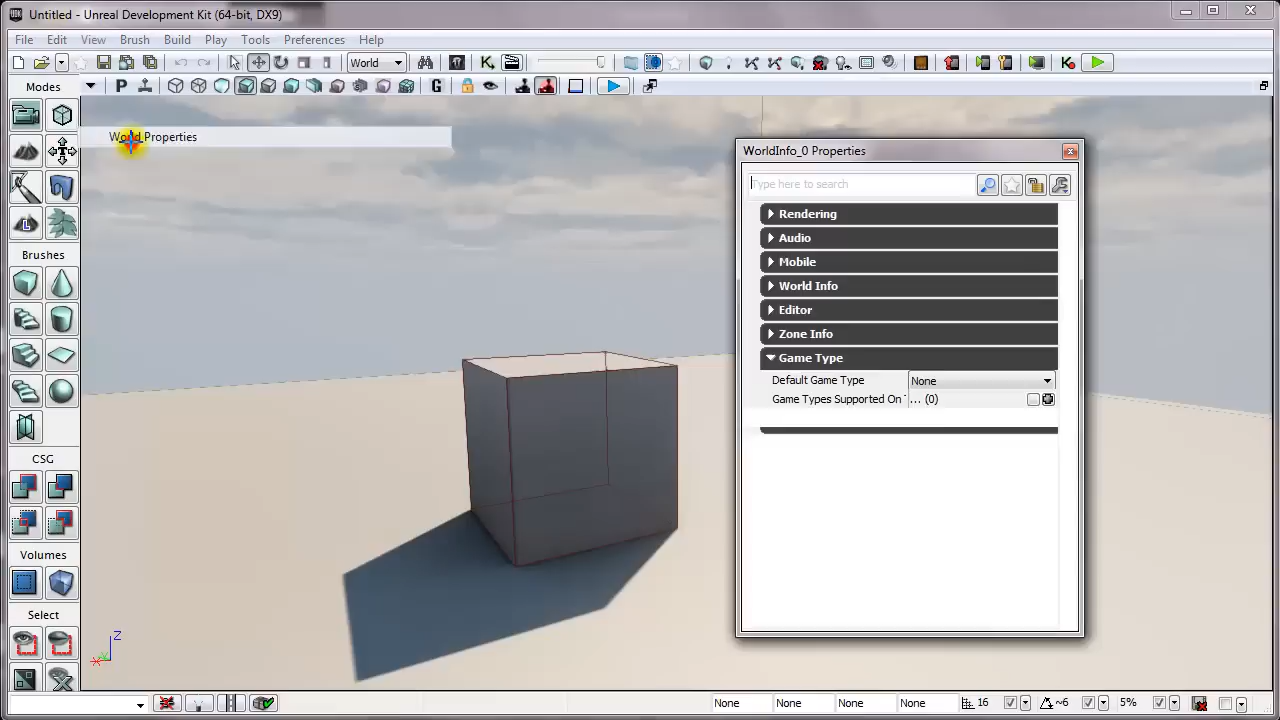 Untitled - Unreal Development Kit (64-bit, DX9)
File Edit View Brush Build Play Tools Preferences Help
World
Modes
P
G
World Properties
WorldInfo_0 Properties
Type here to search
Rendering
Audio
Mobile
World Info
Editor
Zone Info
Game Type
Default Game Type None
Game Types Supported On ... (0)
Brushes
CSG
Volumes
Select
Z
X
None None None None 16 ~6 5%